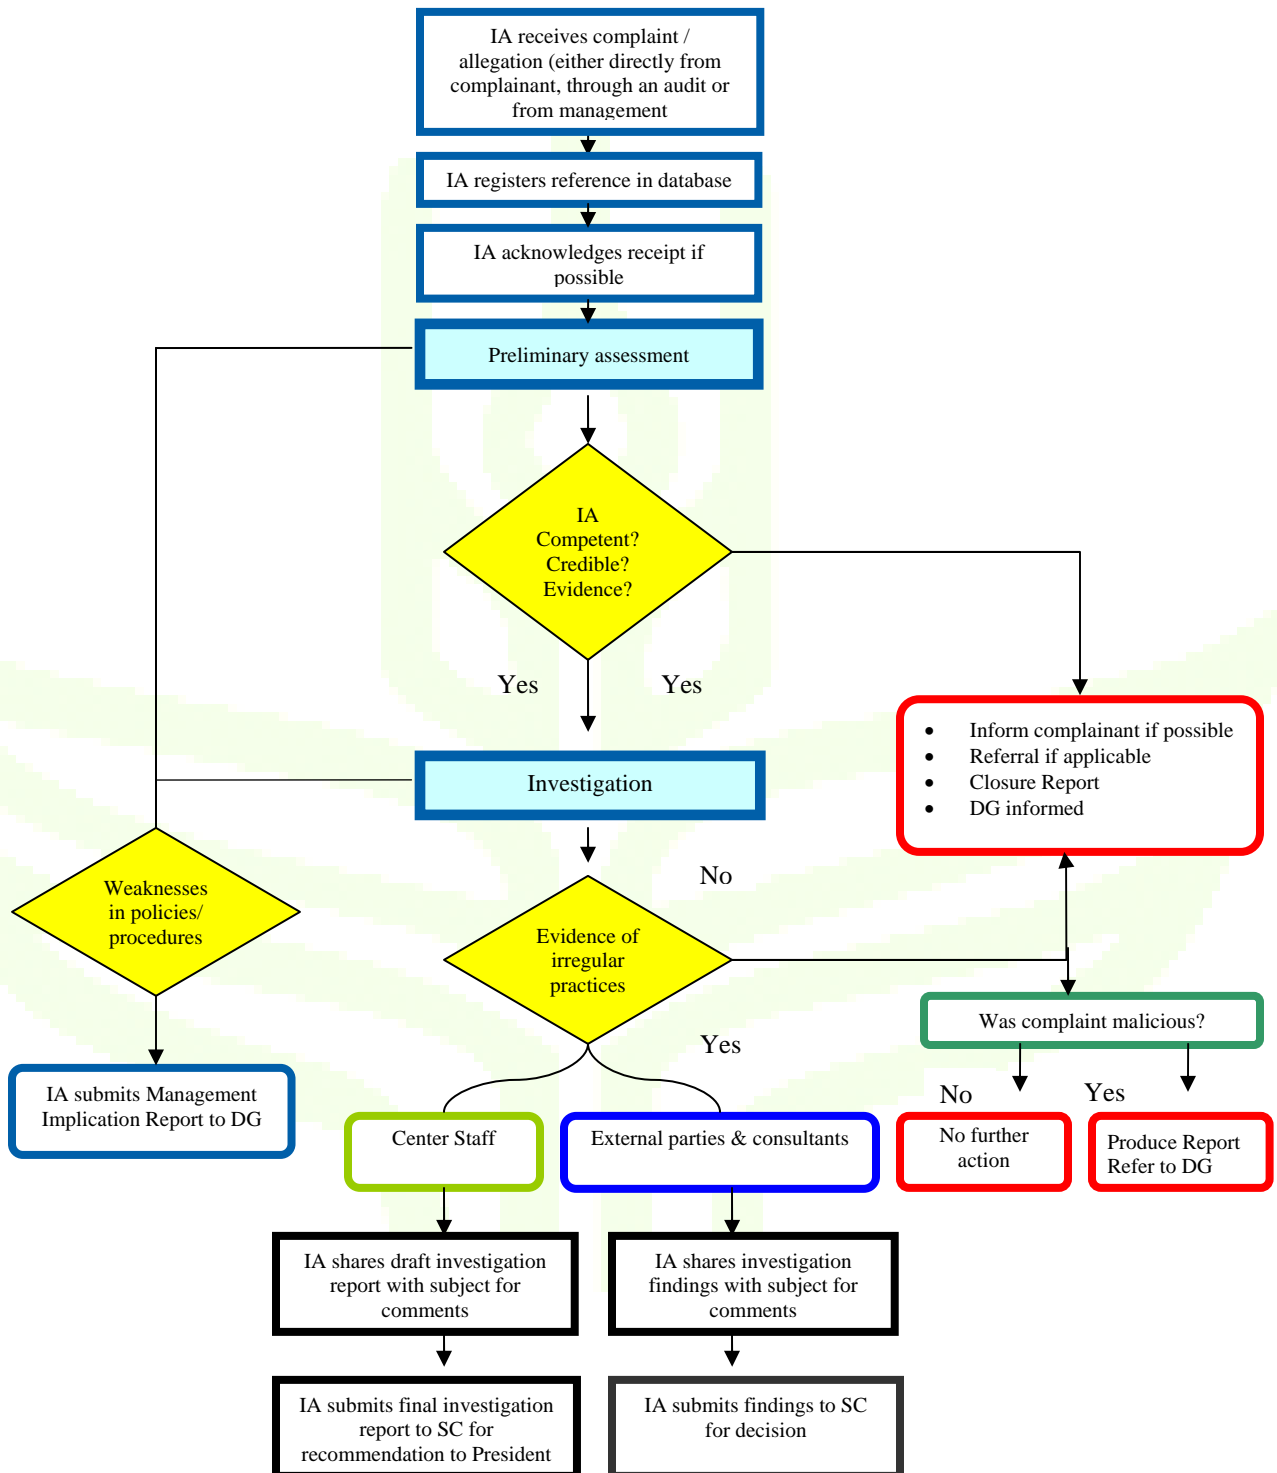 IA receives complaint /
allegation (either directly from
complainant, through an audit or
from management
IA registers reference in database
IA acknowledges receipt if
possible
Preliminary assessment
IA
Competent?
Credible?
Evidence?
Yes
Yes
• Inform complainant if possible
• Referral if applicable
• Closure Report
• DG informed
Investigation
Weaknesses
in policies/
procedures
No
Evidence of
irregular
practices
Was complaint malicious?
Yes
No
Yes
IA submits Management
Implication Report to DG
Center Staff
External parties & consultants
No further
action
Produce Report
Refer to DG
IA shares draft investigation
report with subject for
comments
IA shares investigation
findings with subject for
comments
IA submits final investigation
report to SC for
recommendation to President
IA submits findings to SC
for decision